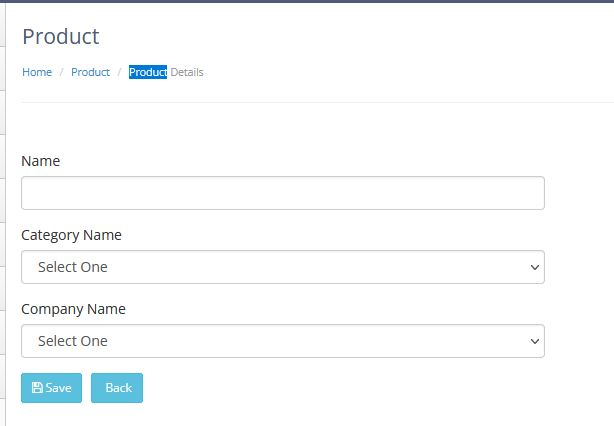 Product
Home / Product / Product Details
Name
Category Name
Select One
Company Name
Select One
Save Back